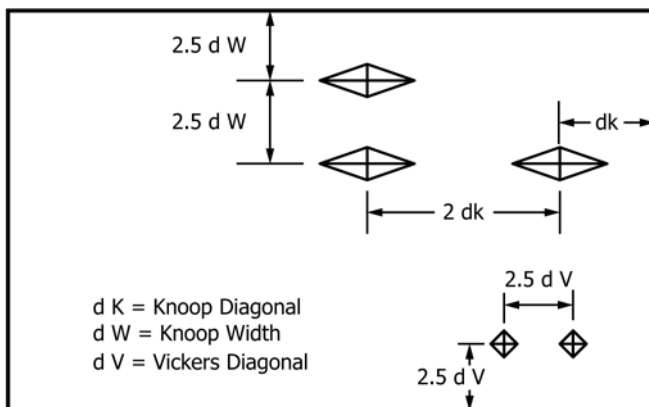 2.5 d W
2.5 d W
dk
2 dk
2.5 d V
d K = Knoop Diagonal
d W = Knoop Width
d V = Vickers Diagonal
2.5 d V